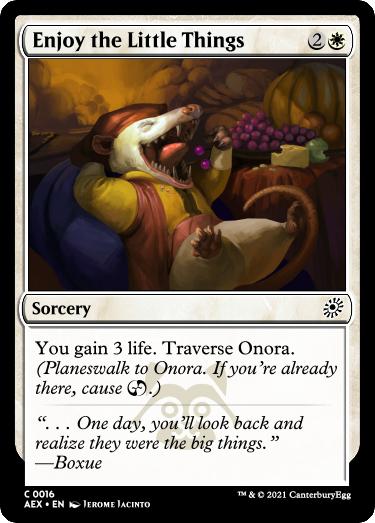 Enjoy the Little Things 2
Sorcery
You gain 3 life. Traverse Onora.
(Planeswalk to Onora. If you're already
there, cause .)
“. . . One day, you'll look back and
realize they were the big things.”
—Boxue
C 0016
AEX • EN Jerome Jacinto
™ & © 2021 CanterburyEgg